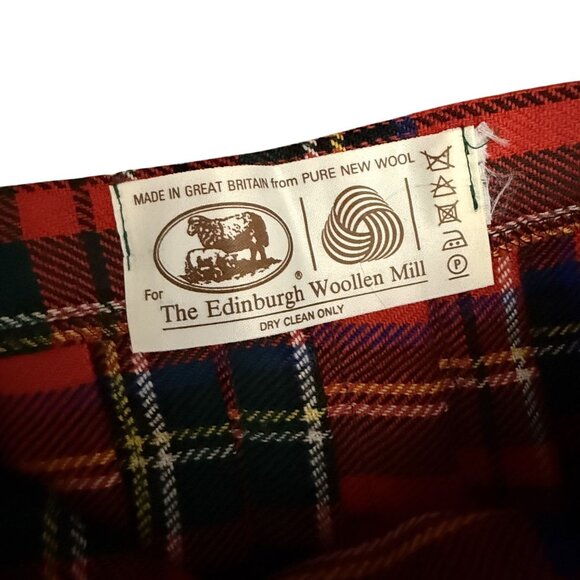 MADE IN GREAT BRITAIN from PURE NEW WOOL
For
The Edinburgh Woollen Mill
®
DRY CLEAN ONLY
P